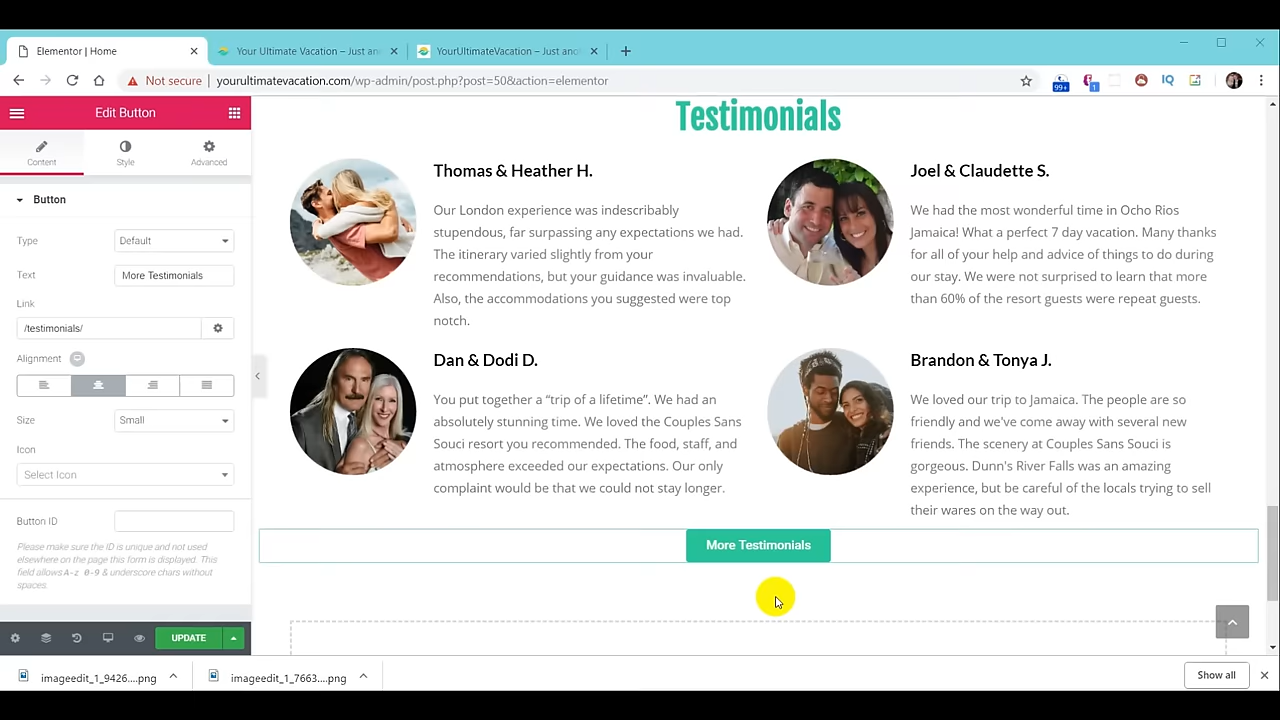 Elementor | Home
Your Ultimate Vacation – Just an
YourUltimateVacation – Just ano
Not secure
yourultimatevacation.com/wp-admin/post.php?post=50&action=elementor
99+
1
IQ
Edit Button
Content
Style
Advanced
Button
Type
Default
Text
More Testimonials
Link
/testimonials/
Alignment
Size
Small
Icon
Select Icon
Button ID
Please make sure the ID is unique and not used
elsewhere on the page this form is displayed. This
field allows A-z 0-9 & underscore chars without
spaces.
UPDATE
Testimonials
Thomas & Heather H.
Our London experience was indescribably
stupendous, far surpassing any expectations we had.
The itinerary varied slightly from your
recommendations, but your guidance was invaluable.
Also, the accommodations you suggested were top
notch.
Joel & Claudette S.
We had the most wonderful time in Ocho Rios
Jamaica! What a perfect 7 day vacation. Many thanks
for all of your help and advice of things to do during
our stay. We were not surprised to learn that more
than 60% of the resort guests were repeat guests.
Dan & Dodi D.
You put together a “trip of a lifetime”. We had an
absolutely stunning time. We loved the Couples Sans
Souci resort you recommended. The food, staff, and
atmosphere exceeded our expectations. Our only
complaint would be that we could not stay longer.
Brandon & Tonya J.
We loved our trip to Jamaica. The people are so
friendly and we've come away with several new
friends. The scenery at Couples Sans Souci is
gorgeous. Dunn's River Falls was an amazing
experience, but be careful of the locals trying to sell
their wares on the way out.
More Testimonials
imageedit_1_9426....png
imageedit_1_7663....png
Show all